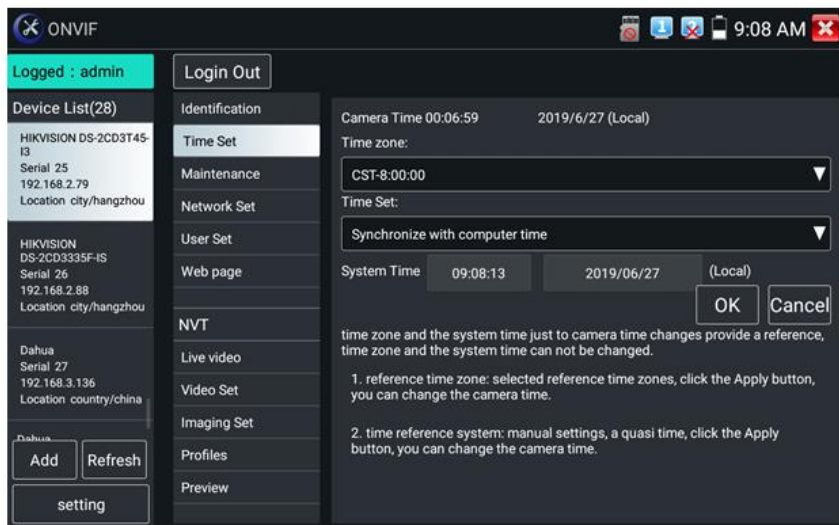 ONVIF
9:08 AM
Logged : admin
Login Out
Device List(28)
HIKVISION DS-2CD3T45-
I3
Serial 25
192.168.2.79
Location city/hangzhou
HIKVISION
DS-2CD3335F-IS
Serial 26
192.168.2.88
Location city/hangzhou
Dahua
Serial 27
192.168.3.136
Location country/china
Dahua
Add
Refresh
setting
Identification
Time Set
Maintenance
Network Set
User Set
Web page
NVT
Live video
Video Set
Imaging Set
Profiles
Preview
Camera Time 00:06:59 2019/6/27 (Local)
Time zone:
CST-8:00:00
Time Set:
Synchronize with computer time
System Time 09:08:13 2019/06/27 (Local)
OK Cancel
time zone and the system time just to camera time changes provide a reference,
time zone and the system time can not be changed.
1. reference time zone: selected reference time zones, click the Apply button,
you can change the camera time.
2. time reference system: manual settings, a quasi time, click the Apply
button, you can change the camera time.